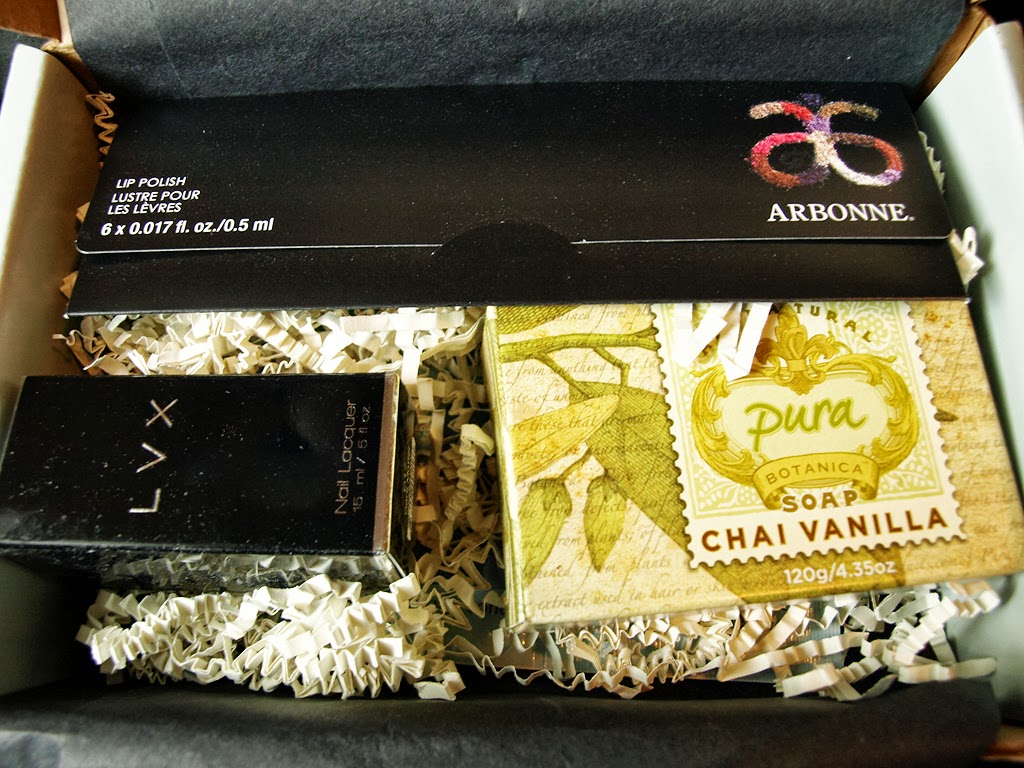 LIP POLISH
LUSTRE POUR
LES LÈVRES
6 x 0.017 fl. oz./0.5 ml
ARBONNE.
LVX
Nail Lacquer
15 ml / .5 fl oz
pura
BOTANICA
SOAP
CHAI VANILLA
120g/4.35oz